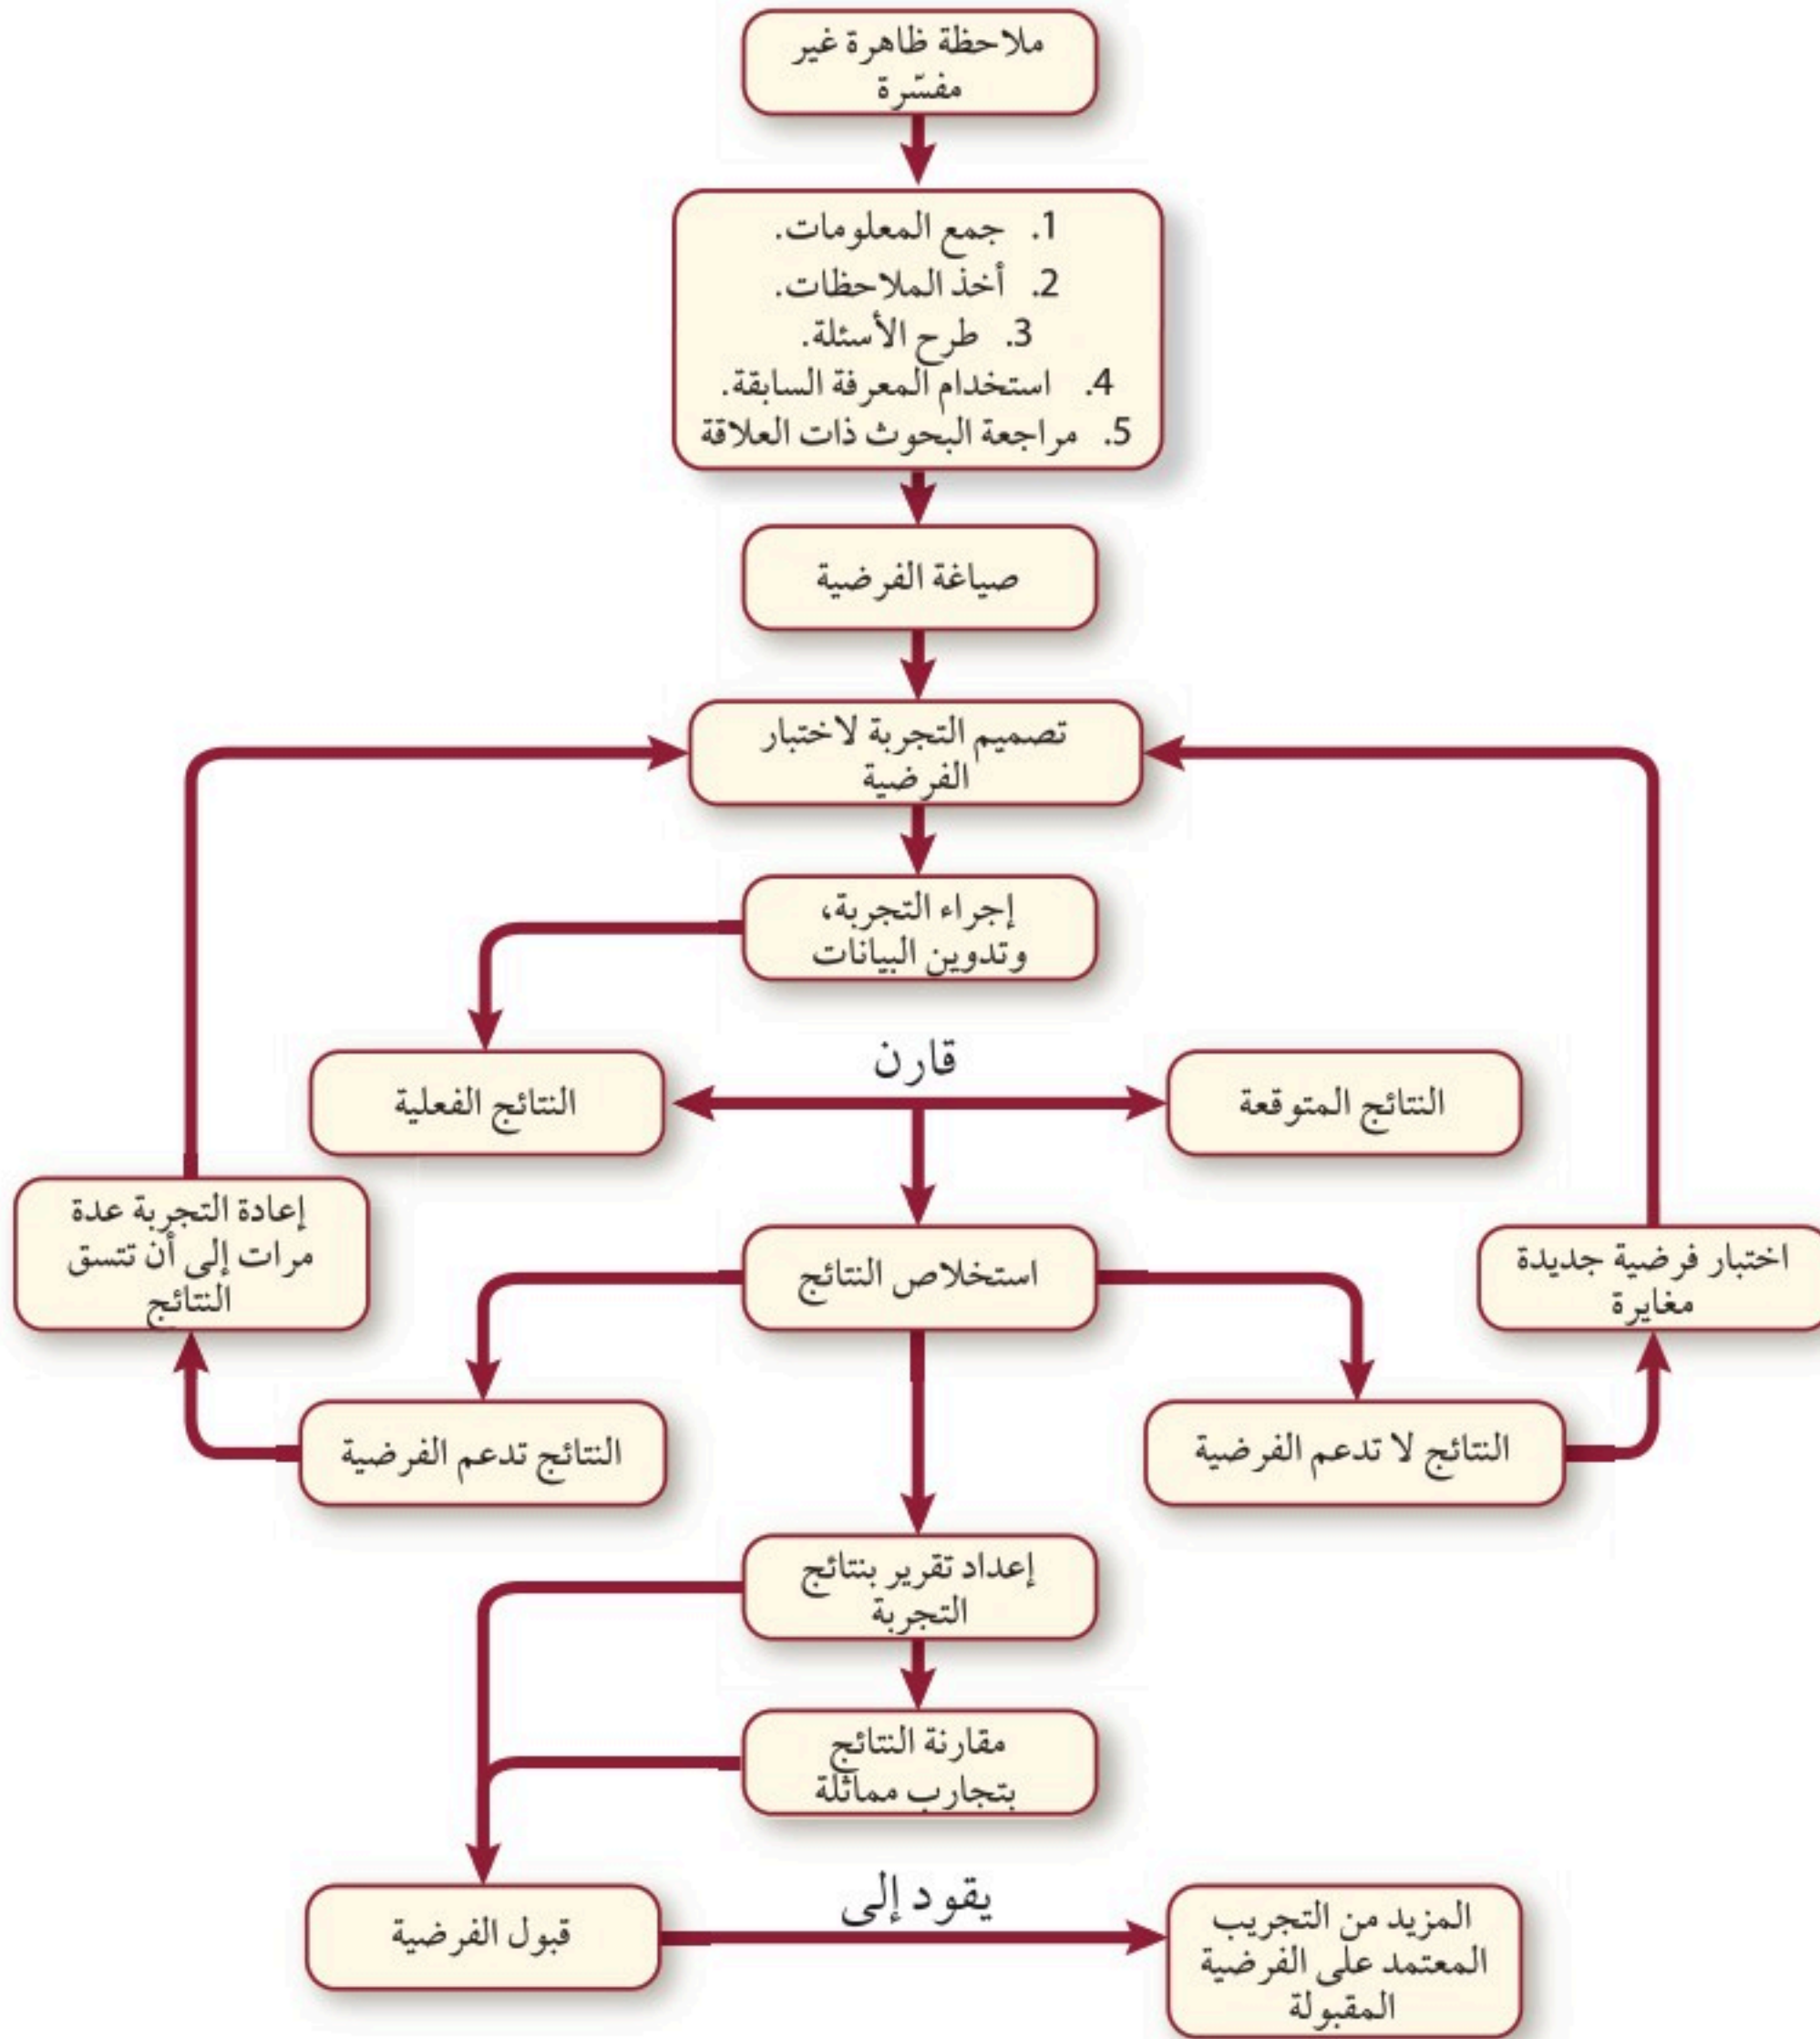 ملاحظة ظاهرة غير
مفسّرة
1. جمع المعلومات.
2. أخذ الملاحظات.
3. طرح الأسئلة.
4. استخدام المعرفة السابقة.
5. مراجعة البحوث ذات العلاقة
صياغة الفرضية
تصميم التجربة لاختبار
الفرضية
إجراء التجربة،
وتدوين البيانات
قارن
النتائج المتوقعة
النتائج الفعلية
اختبار فرضية جديدة
مغايرة
استخلاص النتائج
إعادة التجربة عدة
مرات إلى أن تتسق
النتائج
النتائج لا تدعم الفرضية
النتائج تدعم الفرضية
إعداد تقرير بنتائج
التجربة
مقارنة النتائج
بتجارب مماثلة
قبول الفرضية
يقود إلى
المزيد من التجريب
المعتمد على الفرضية
المقبولة